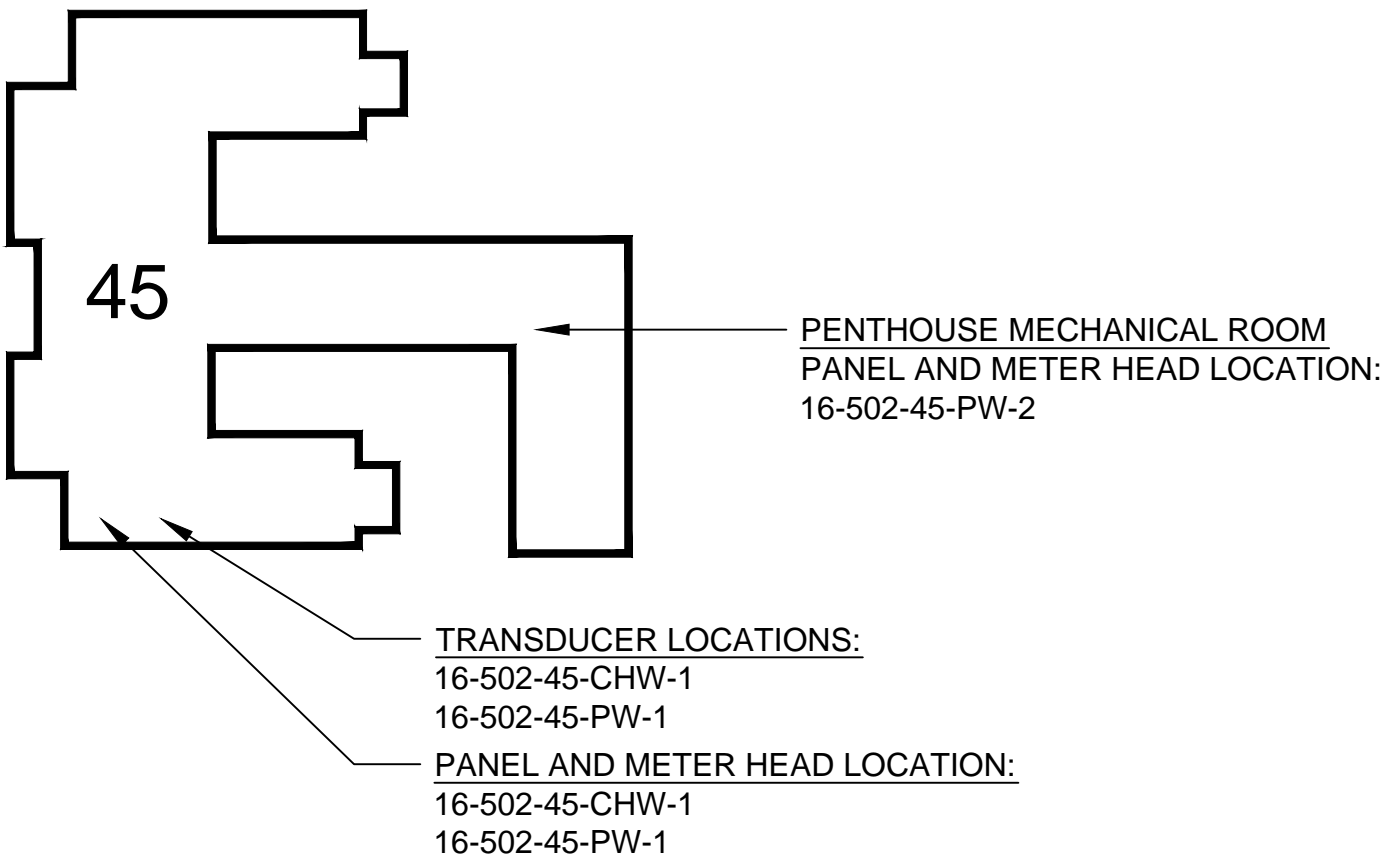 45
PENTHOUSE MECHANICAL ROOM
PANEL AND METER HEAD LOCATION:
16-502-45-PW-2
TRANSDUCER LOCATIONS:
16-502-45-CHW-1
16-502-45-PW-1
PANEL AND METER HEAD LOCATION:
16-502-45-CHW-1
16-502-45-PW-1